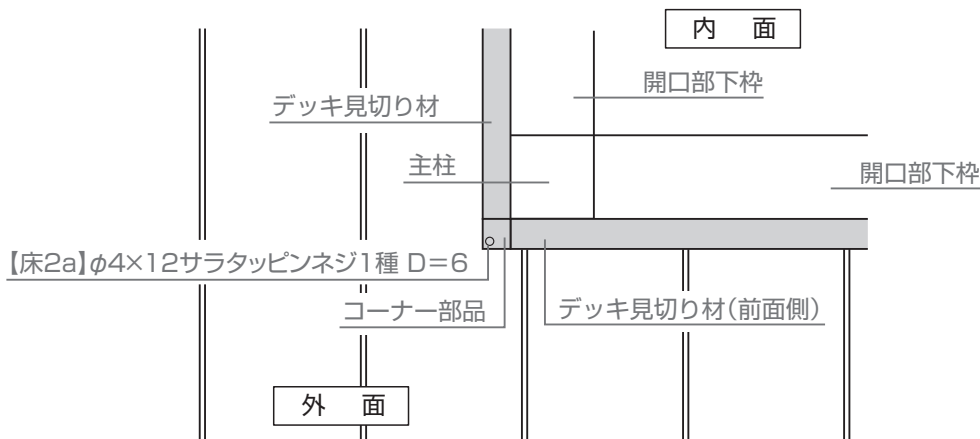 内 面
開口部下枠
デッキ見切り材
主柱
開口部下枠
【床2a】φ4×12サラタッピンネジ1種 D=6
コーナー部品
デッキ見切り材(前面側)
外 面